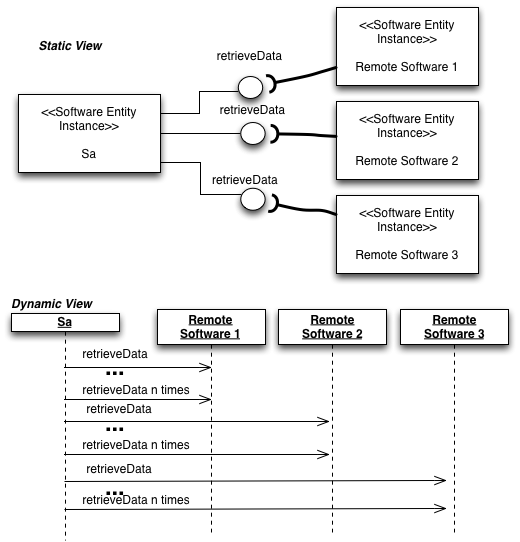 Static View
retrieveData
<<Software Entity
Instance>>
Remote Software 1
<<Software Entity
Instance>>
Sa
retrieveData
<<Software Entity
Instance>>
Remote Software 2
retrieveData
<<Software Entity
Instance>>
Remote Software 3
Dynamic View
Sa
Remote
Software 1
Remote
Software 2
Remote
Software 3
retrieveData
...
retrieveData n times
retrieveData
...
retrieveData n times
retrieveData
...
retrieveData n times